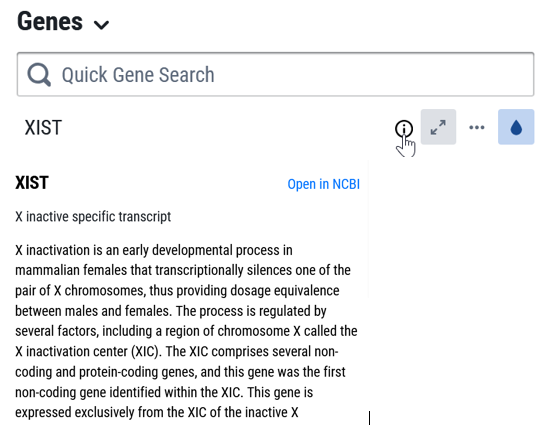 Genes
Quick Gene Search
XIST
XIST Open in NCBI
X inactive specific transcript
X inactivation is an early developmental process in
mammalian females that transcriptionally silences one of the
pair of X chromosomes, thus providing dosage equivalence
between males and females. The process is regulated by
several factors, including a region of chromosome X called the
X inactivation center (XIC). The XIC comprises several non-
coding and protein-coding genes, and this gene was the first
non-coding gene identified within the XIC. This gene is
expressed exclusively from the XIC of the inactive X